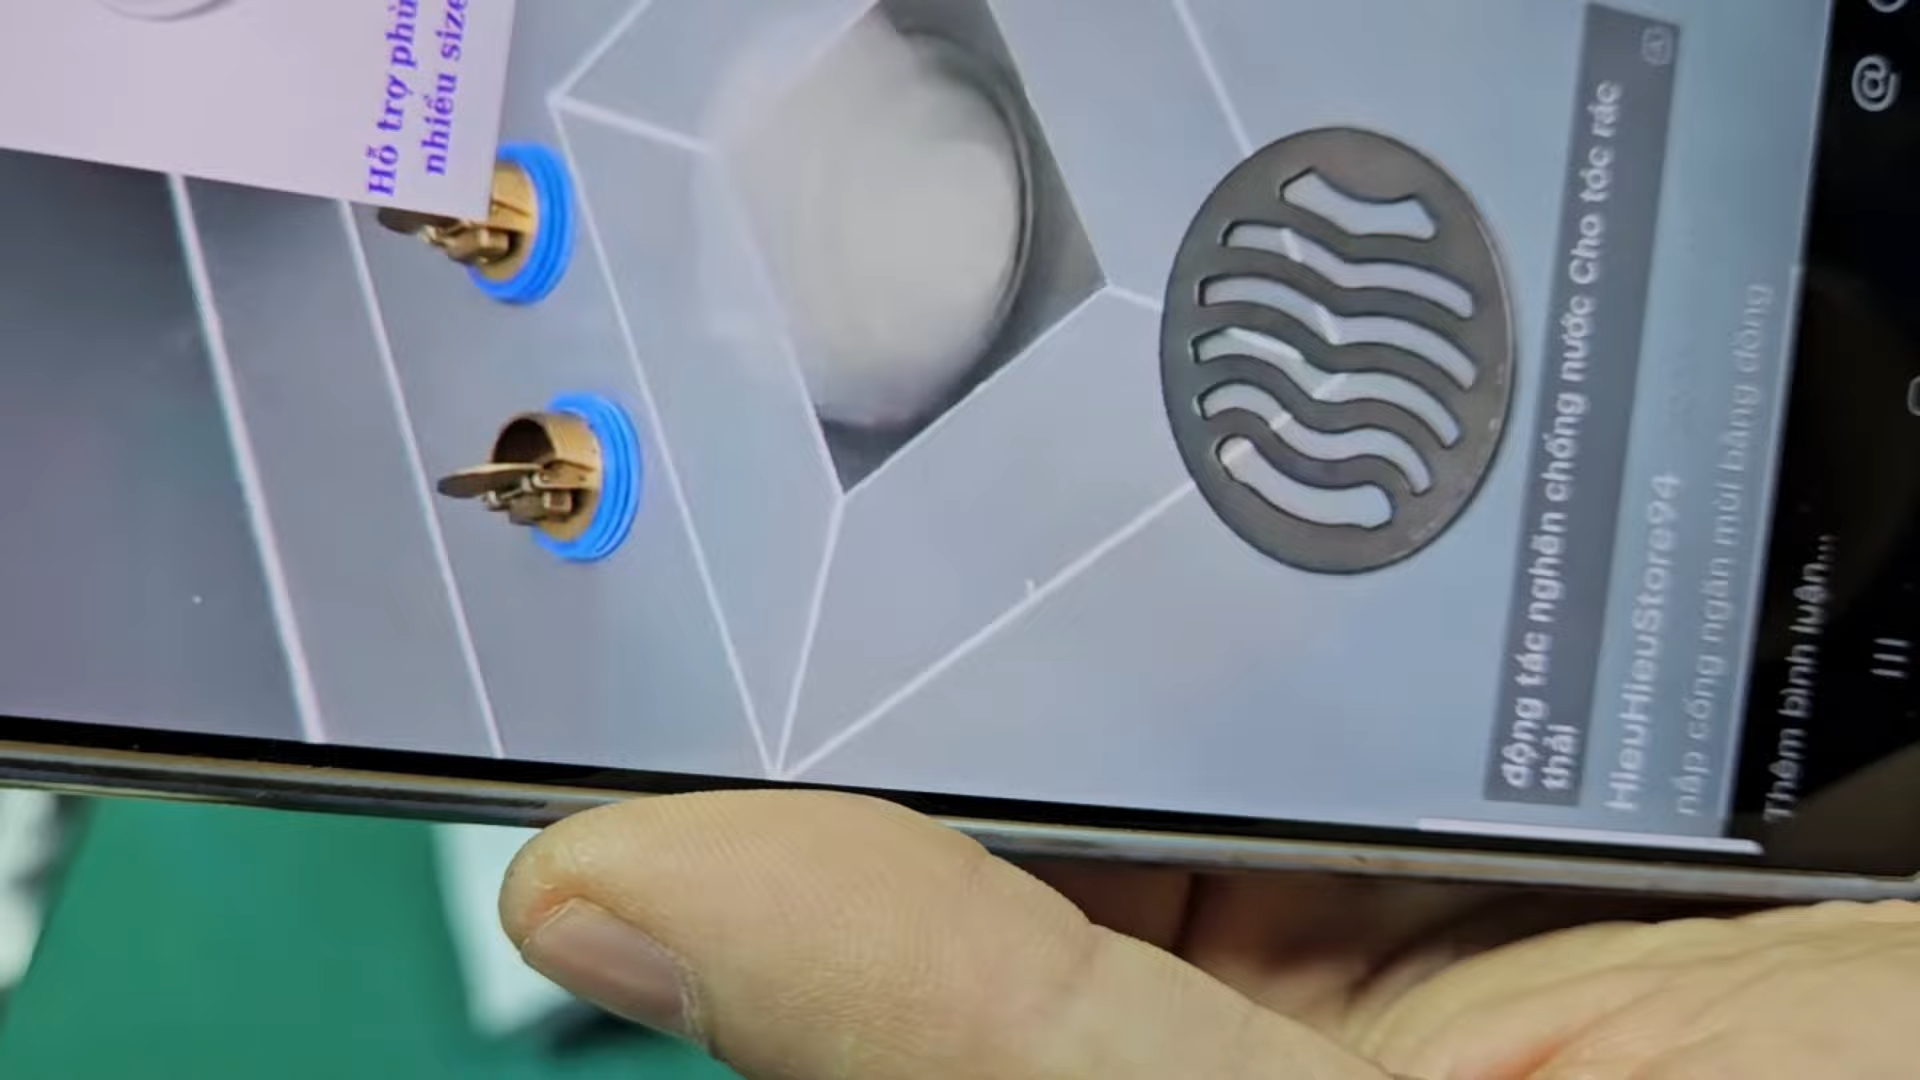 Hỗ trợ phù
nhiều size
động tác nghẽn chống nước Cho tóc rác
thải
HieuHieuStore94
nắp cống ngăn mùi bằng đồng
Thêm bình luận...
@